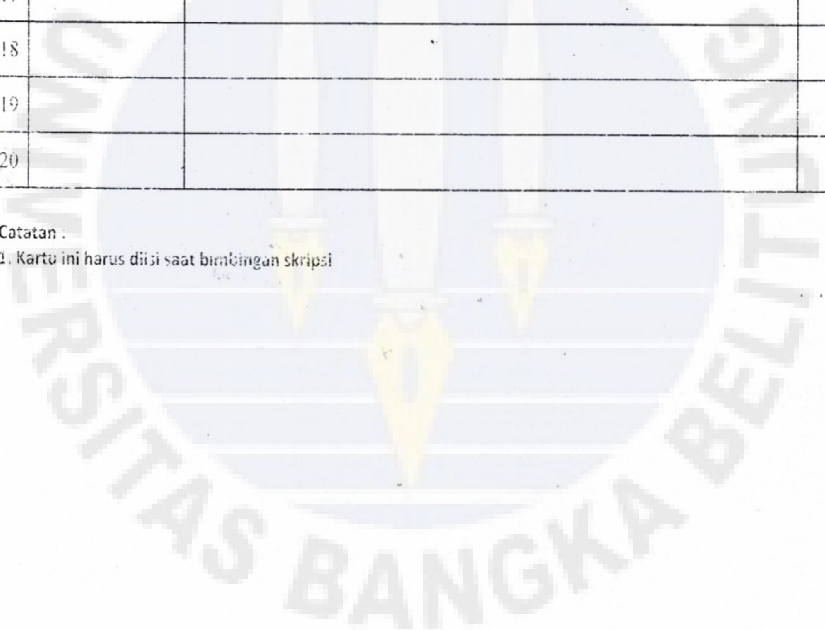 18
19
20
Catatan :
1. Kartu ini harus diisi saat bimbingan skripsi
UNIVERSITAS BANGKA BELITUNG